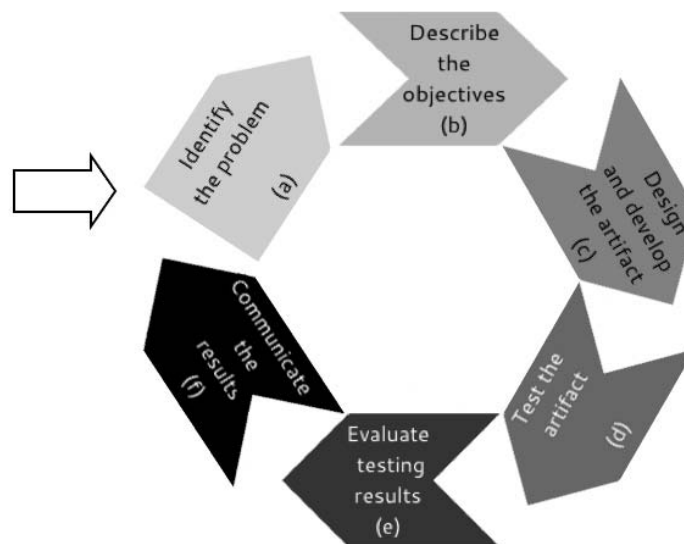 Identify
the problem
(a)
Describe
the
objectives
(b)
Design
and develop
the artifact
(c)
Test the
artifact
(d)
Evaluate
testing
results
(e)
Communicate
the
results
(f)